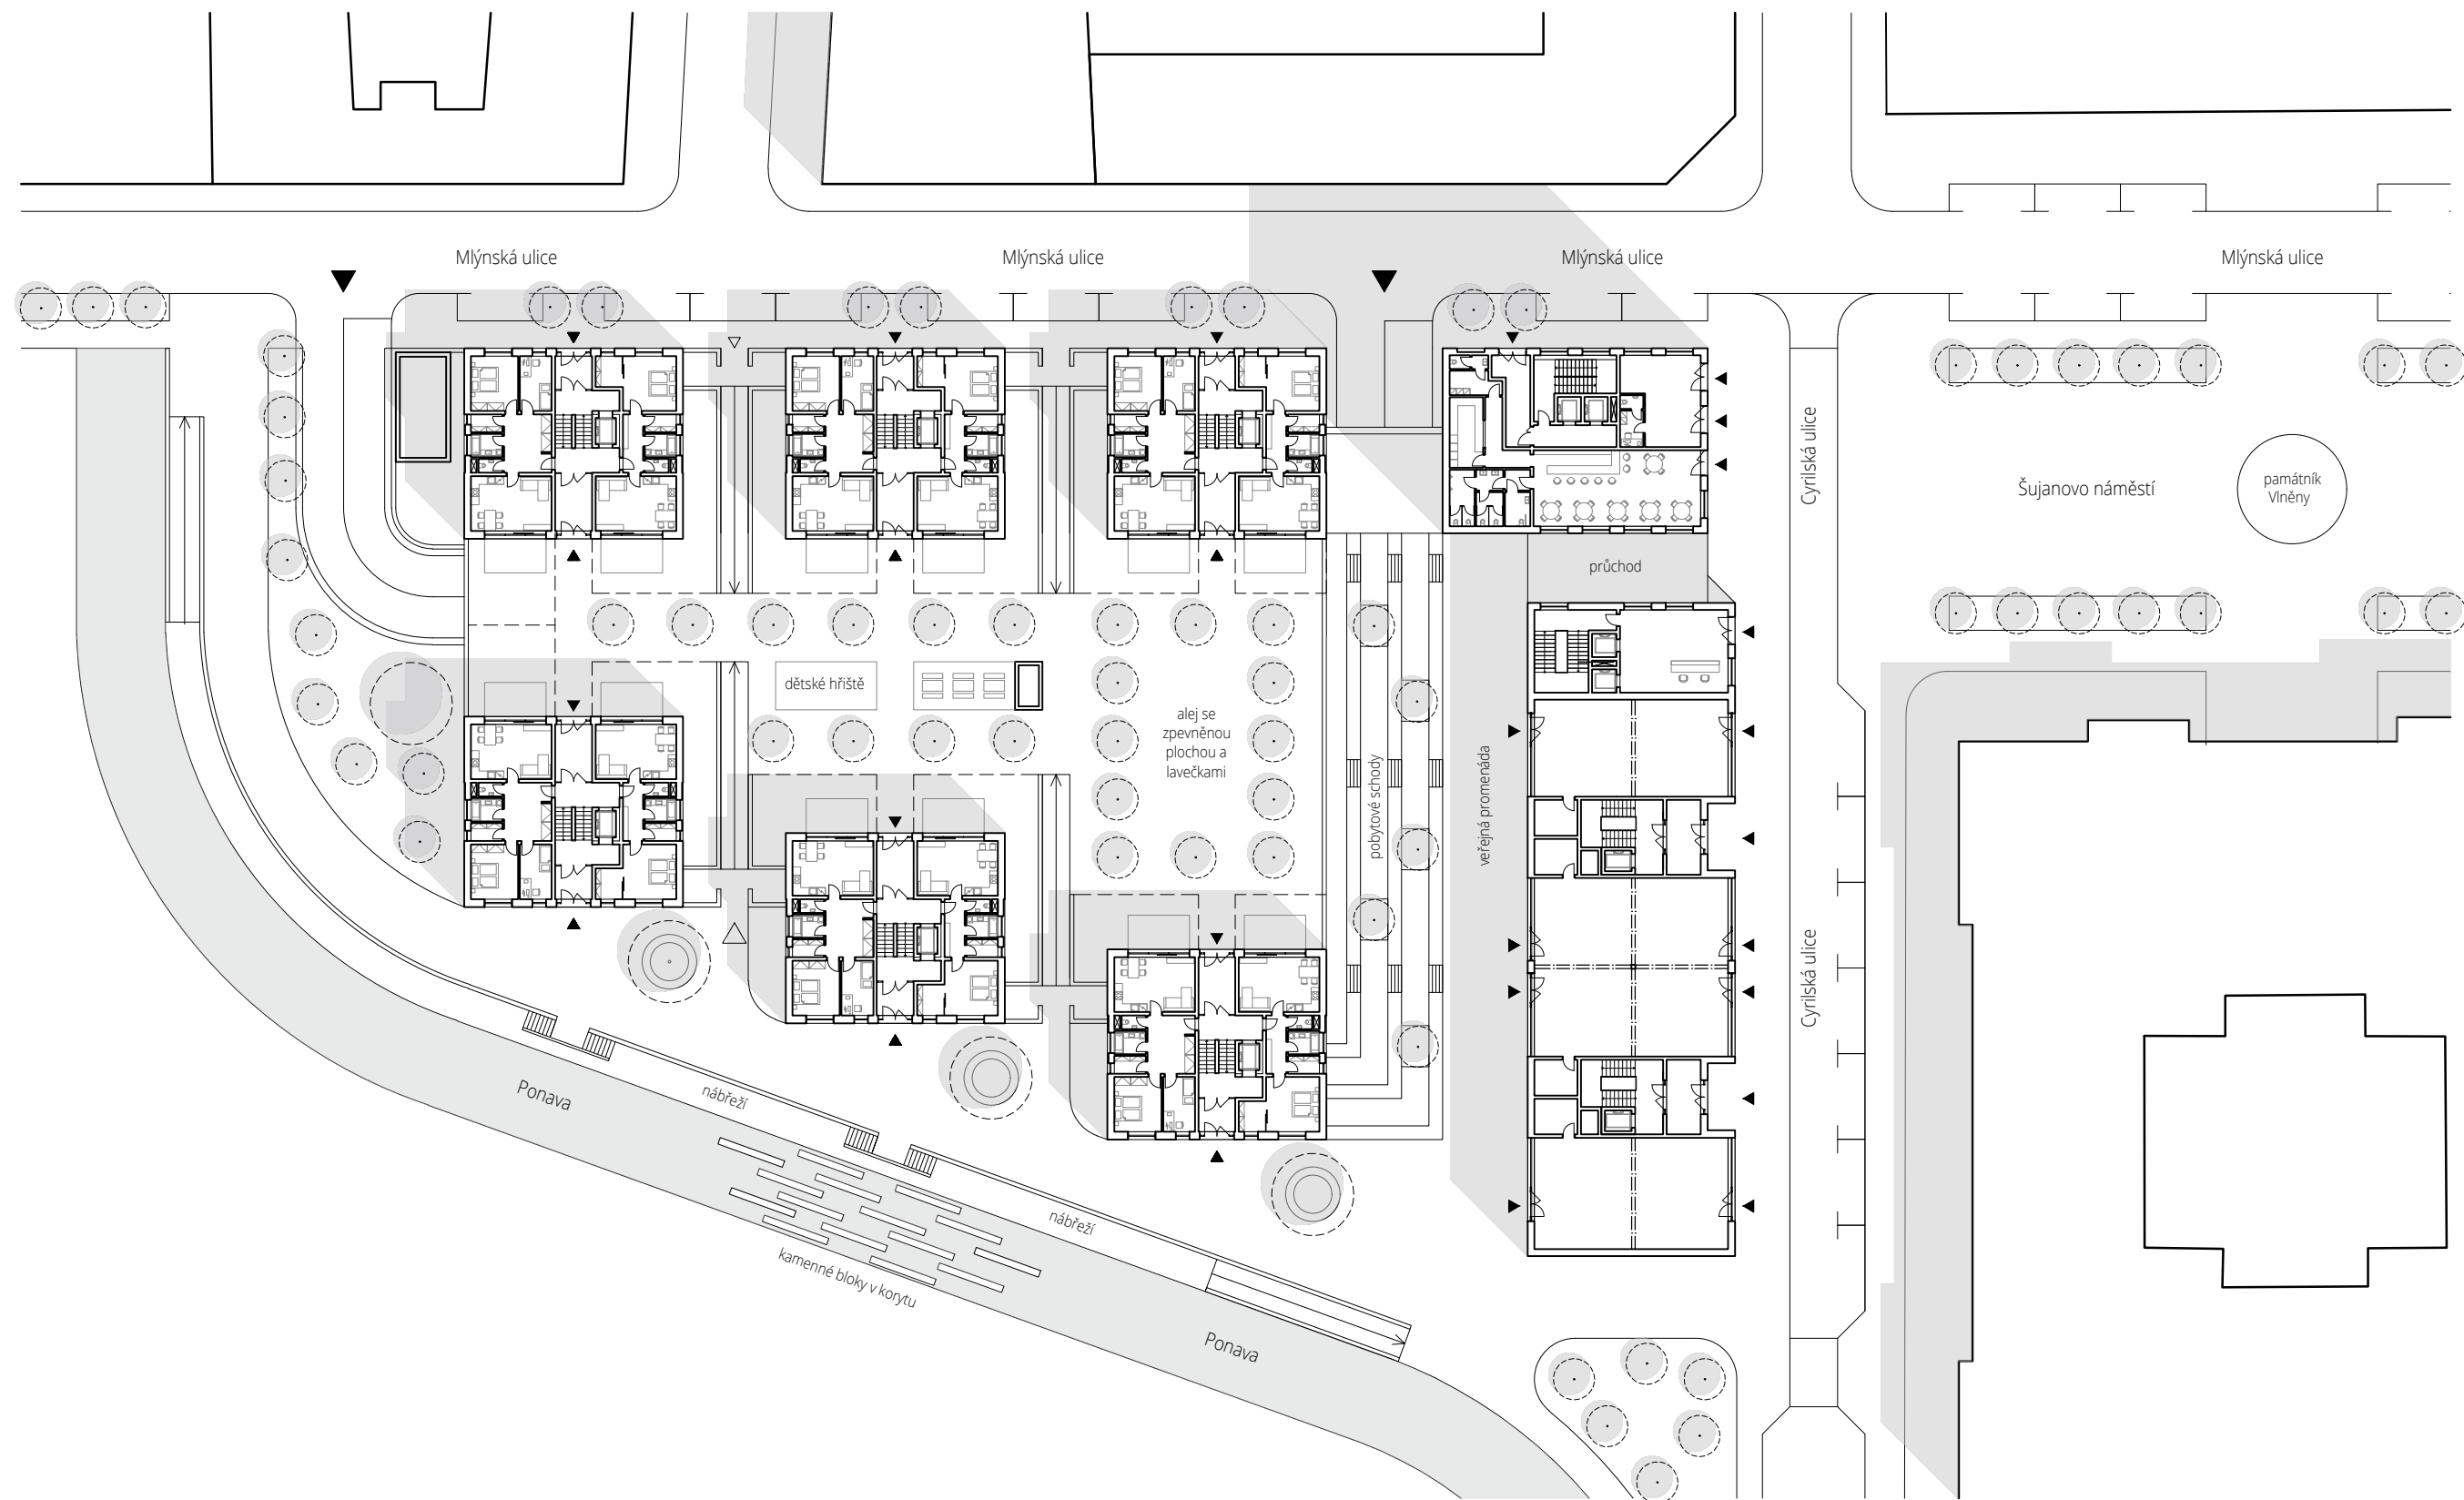 Mlýnská ulice
Mlýnská ulice
Mlýnská ulice
Mlýnská ulice
Cyrilská ulice
Šujanovo náměstí
památník
Vlněny
průchod
dětské hřiště
alej se
zpevněnou
plochou a
lavečkami
pobytové schody
veřejná promenáda
Cyrilská ulice
Ponava
nábřeží
nábřeží
kamenné bloky v korytu
Ponava